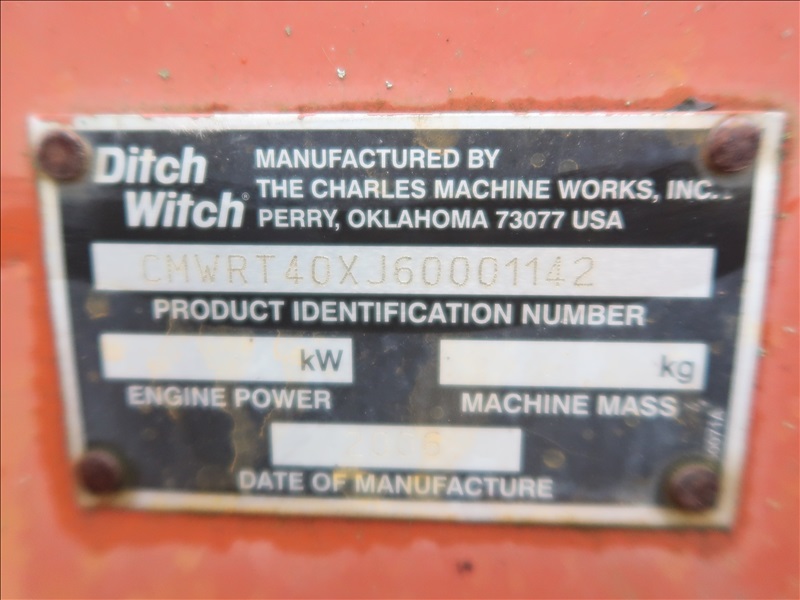 Ditch
Witch®
MANUFACTURED BY
THE CHARLES MACHINE WORKS, INC.
PERRY, OKLAHOMA 73077 USA
CMWRT40XJ60001142
PRODUCT IDENTIFICATION NUMBER
kW
kg
ENGINE POWER
MACHINE MASS
2006
DATE OF MANUFACTURE